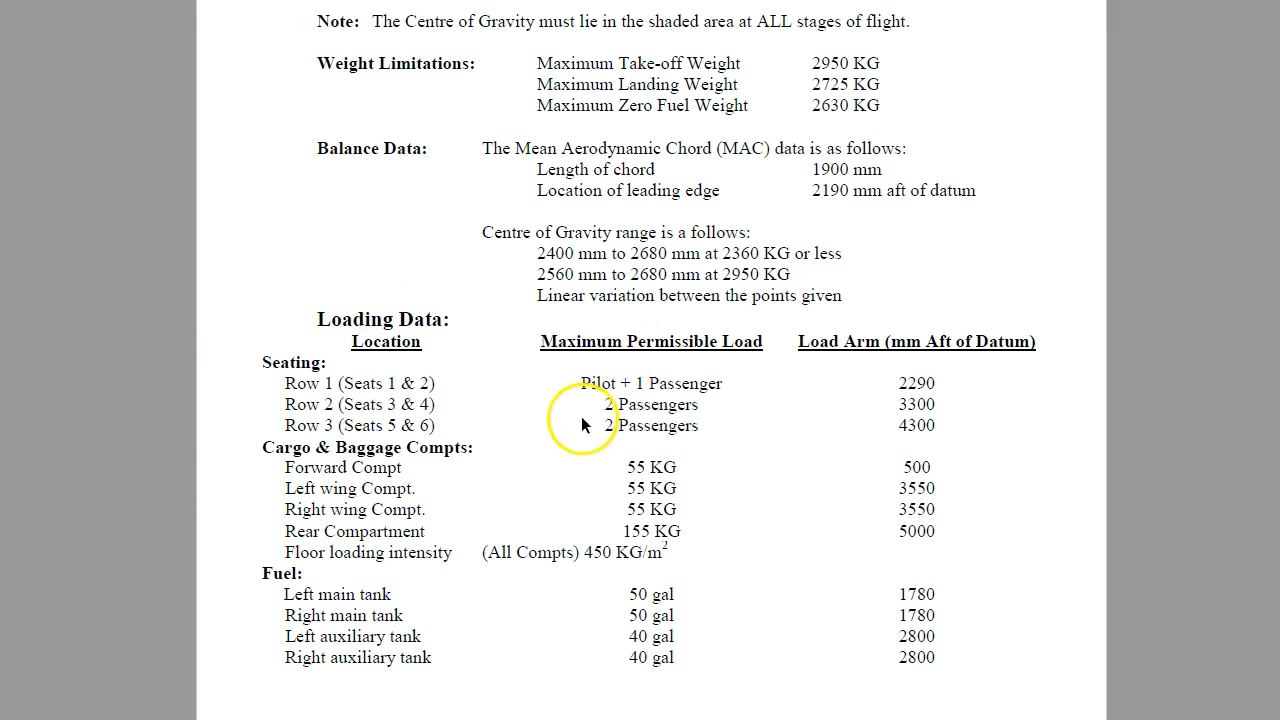 Note: The Centre of Gravity must lie in the shaded area at ALL stages of flight.
Weight Limitations: Maximum Take-off Weight 2950 KG
Maximum Landing Weight 2725 KG
Maximum Zero Fuel Weight 2630 KG
Balance Data: The Mean Aerodynamic Chord (MAC) data is as follows:
Length of chord 1900 mm
Location of leading edge 2190 mm aft of datum
Centre of Gravity range is a follows:
2400 mm to 2680 mm at 2360 KG or less
2560 mm to 2680 mm at 2950 KG
Linear variation between the points given
Loading Data:
Location Maximum Permissible Load Load Arm (mm Aft of Datum)
Seating:
Row 1 (Seats 1 & 2) Pilot + 1 Passenger 2290
Row 2 (Seats 3 & 4) 2 Passengers 3300
Row 3 (Seats 5 & 6) 2 Passengers 4300
Cargo & Baggage Compts:
Forward Compt 55 KG 500
Left wing Compt. 55 KG 3550
Right wing Compt. 55 KG 3550
Rear Compartment 155 KG 5000
Floor loading intensity (All Compts) 450 KG/m²
Fuel:
Left main tank 50 gal 1780
Right main tank 50 gal 1780
Left auxiliary tank 40 gal 2800
Right auxiliary tank 40 gal 2800